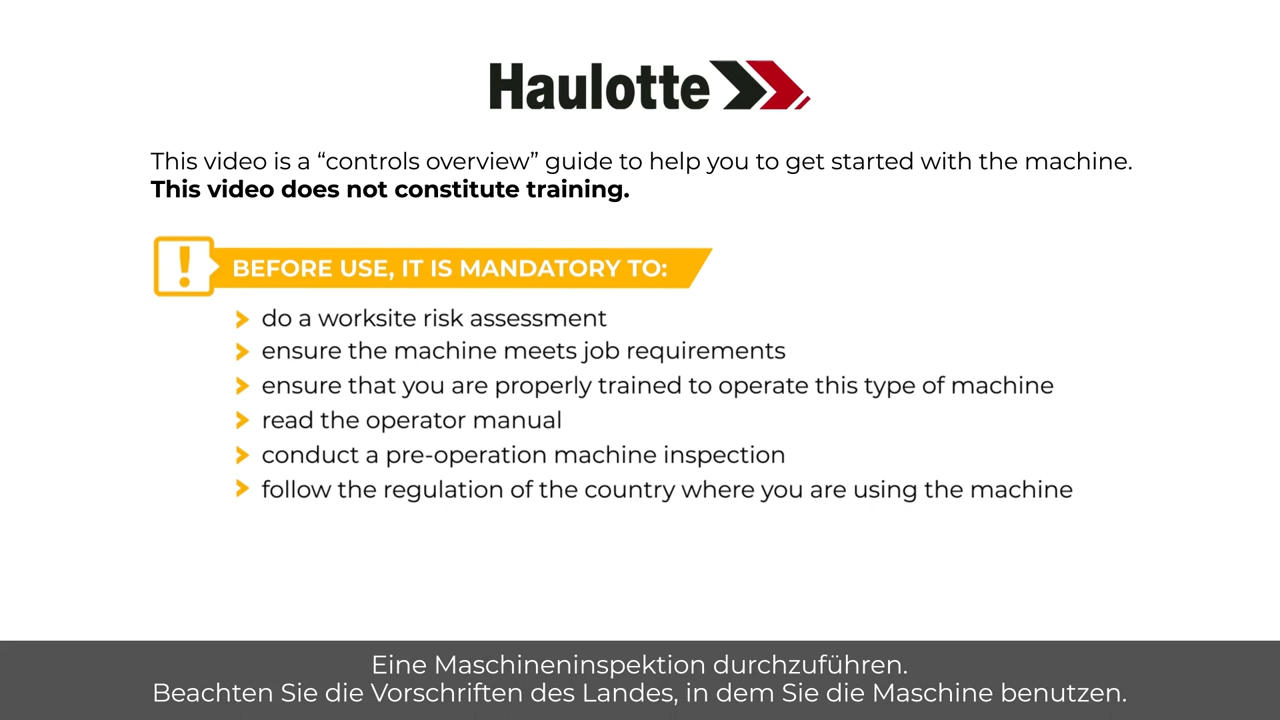 Haulotte
This video is a “controls overview” guide to help you to get started with the machine.
This video does not constitute training.
! BEFORE USE, IT IS MANDATORY TO:
do a worksite risk assessment
ensure the machine meets job requirements
ensure that you are properly trained to operate this type of machine
read the operator manual
conduct a pre-operation machine inspection
follow the regulation of the country where you are using the machine
Eine Maschineninspektion durchzuführen.
Beachten Sie die Vorschriften des Landes, in dem Sie die Maschine benutzen.